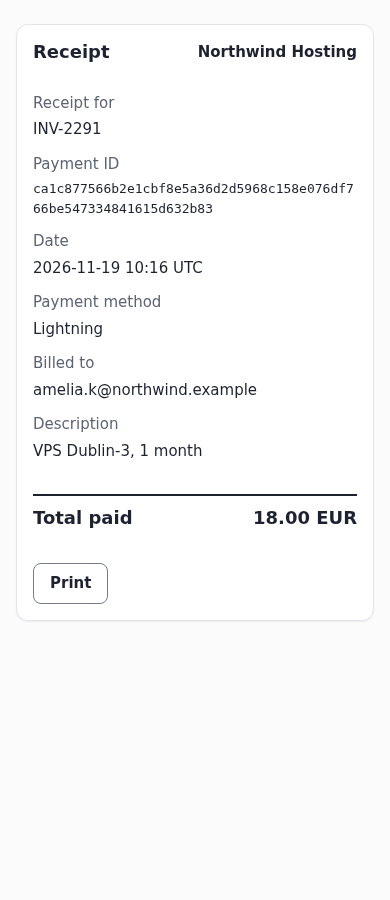 Receipt
Northwind Hosting
Receipt for
INV-2291
Payment ID
ca1c877566b2e1cbf8e5a36d2d5968c158e076df7
66be547334841615d632b83
Date
2026-11-19 10:16 UTC
Payment method
Lightning
Billed to
amelia.k@northwind.example
Description
VPS Dublin-3, 1 month
Total paid
18.00 EUR
Print